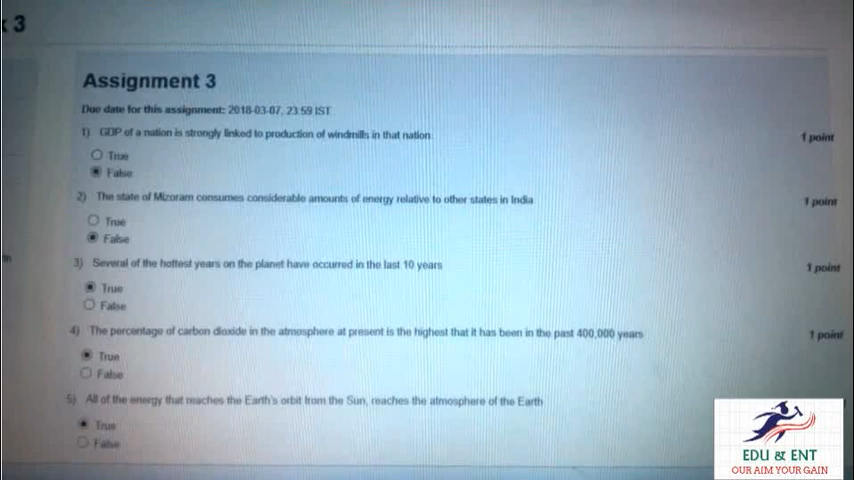 3
Assignment 3
Due date for this assignment: 2018-03-07, 23:59 IST
1) GDP of a nation is strongly linked to production of windmills in that nation.
1 point
True
False
2) The state of Mizoram consumes considerable amounts of energy relative to other states in India
1 point
True
False
3) Several of the hottest years on the planet have occurred in the last 10 years
1 point
True
False
4) The percentage of carbon dioxide in the atmosphere at present is the highest that it has been in the past 400,000 years
1 point
True
False
5) All of the energy that reaches the Earth's orbit from the Sun, reaches the atmosphere of the Earth
True
False
EDU & ENT
OUR AIM YOUR GAIN